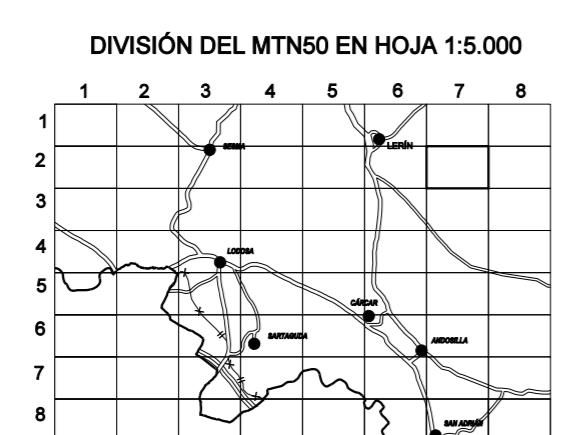 DIVISIÓN DEL MTN50 EN HOJA 1:5.000
1 2 3 4 5 6 7 8
1
LERÍN
2
SESMA
3
4
LODOSA
5
CÁRCAR
6
SARTAGUDA
ANDOSILLA
7
8
SAN ADRIÁN